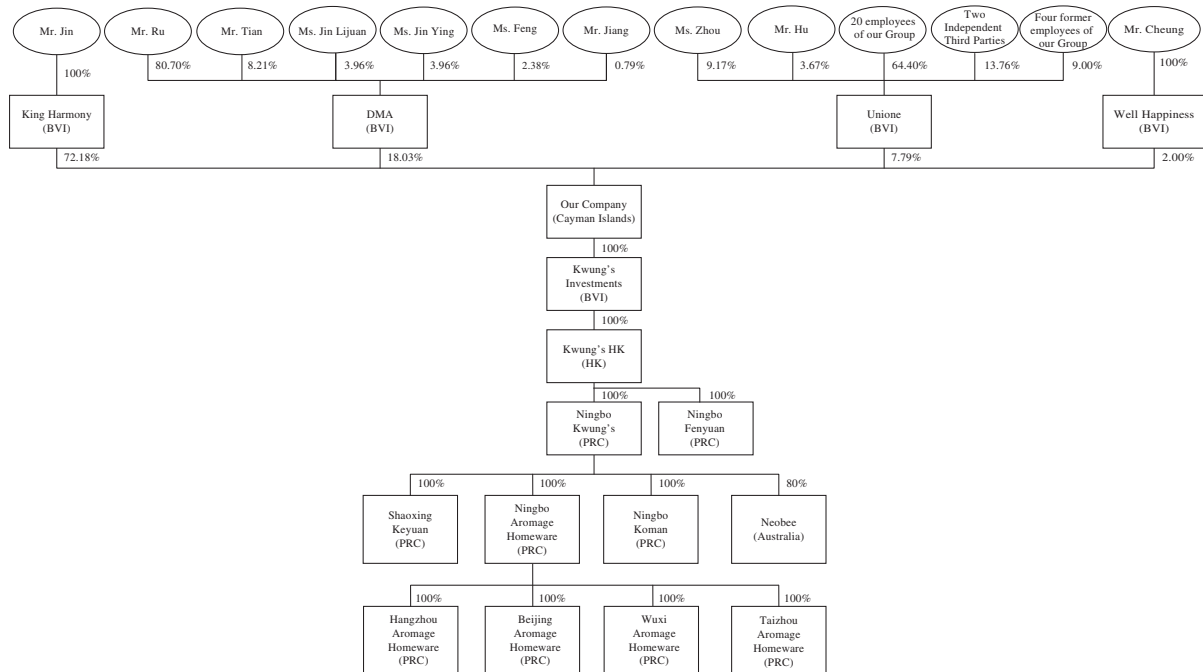 Mr. Jin
Mr. Ru
Mr. Tian
Ms. Jin Lijuan
Ms. Jin Ying
Ms. Feng
Mr. Jiang
Ms. Zhou
Mr. Hu
20 employees
of our Group
Two
Independent
Third Parties
Four former
employees of
our Group
Mr. Cheung
100%
80.70%
8.21%
3.96%
3.96%
2.38%
0.79%
9.17%
3.67%
64.40%
13.76%
9.00%
100%
King Harmony
(BVI)
DMA
(BVI)
Unione
(BVI)
Well Happiness
(BVI)
72.18%
18.03%
7.79%
2.00%
Our Company
(Cayman Islands)
100%
Kwung's
Investments
(BVI)
100%
Kwung's HK
(HK)
100%
100%
Ningbo
Kwung's
(PRC)
Ningbo
Fenyuan
(PRC)
100%
100%
100%
80%
Shaoxing
Keyuan
(PRC)
Ningbo
Aromage
Homeware
(PRC)
Ningbo
Koman
(PRC)
Neobee
(Australia)
100%
100%
100%
100%
Hangzhou
Aromage
Homeware
(PRC)
Beijing
Aromage
Homeware
(PRC)
Wuxi
Aromage
Homeware
(PRC)
Taizhou
Aromage
Homeware
(PRC)